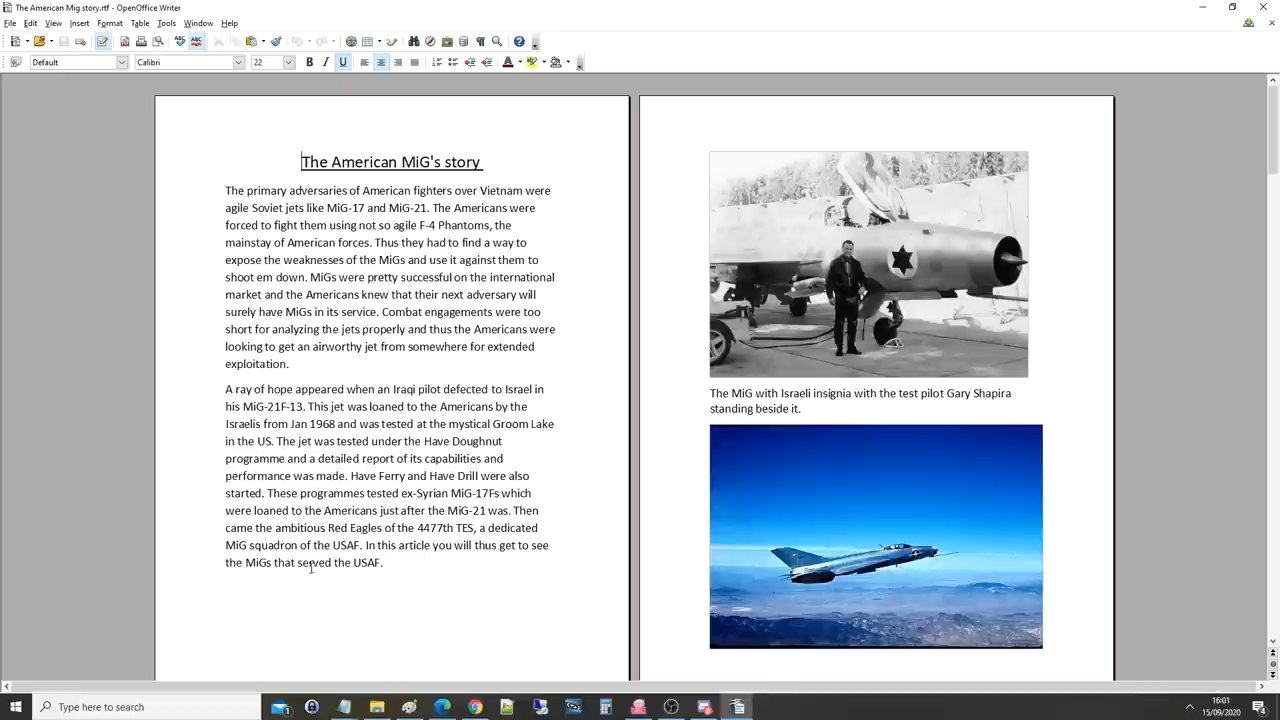 The American Mig story.rtf - OpenOffice Writer
File Edit View Insert Format Table Tools Window Help
Default Calibri 22
The American MiG's story
The primary adversaries of American fighters over Vietnam were
agile Soviet jets like MiG-17 and MiG-21. The Americans were
forced to fight them using not so agile F-4 Phantoms, the
mainstay of American forces. Thus they had to find a way to
expose the weaknesses of the MiGs and use it against them to
shoot em down. MiGs were pretty successful on the international
market and the Americans knew that their next adversary will
surely have MiGs in its service. Combat engagements were too
short for analyzing the jets properly and thus the Americans were
looking to get an airworthy jet from somewhere for extended
exploitation.
A ray of hope appeared when an Iraqi pilot defected to Israel in
his MiG-21F-13. This jet was loaned to the Americans by the
Israelis from Jan 1968 and was tested at the mystical Groom Lake
in the US. The jet was tested under the Have Doughnut
programme and a detailed report of its capabilities and
performance was made. Have Ferry and Have Drill were also
started. These programmes tested ex-Syrian MiG-17Fs which
were loaned to the Americans just after the MiG-21 was. Then
came the ambitious Red Eagles of the 4477th TES, a dedicated
MiG squadron of the USAF. In this article you will thus get to see
the MiGs that served the USAF.
The MiG with Israeli insignia with the test pilot Gary Shapira
standing beside it.
Type here to search
16:01
15/09/2020